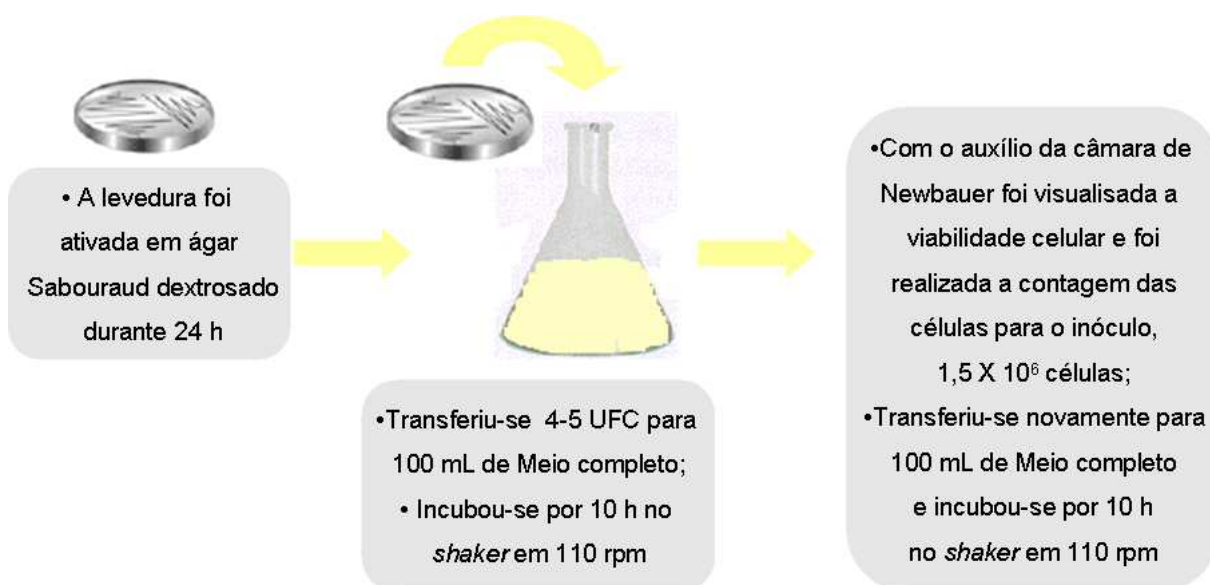 • A levedura foi
ativada em ágar
Sabouraud dextrosado
durante 24 h
•Transferiu-se 4-5 UFC para
100 mL de Meio completo;
• Incubou-se por 10 h no
shaker em 110 rpm
•Com o auxílio da câmara de
Newbauer foi visualisada a
viabilidade celular e foi
realizada a contagem das
células para o inóculo,
1,5 X 10⁶ células;
•Transferiu-se novamente para
100 mL de Meio completo
e incubou-se por 10 h
no shaker em 110 rpm